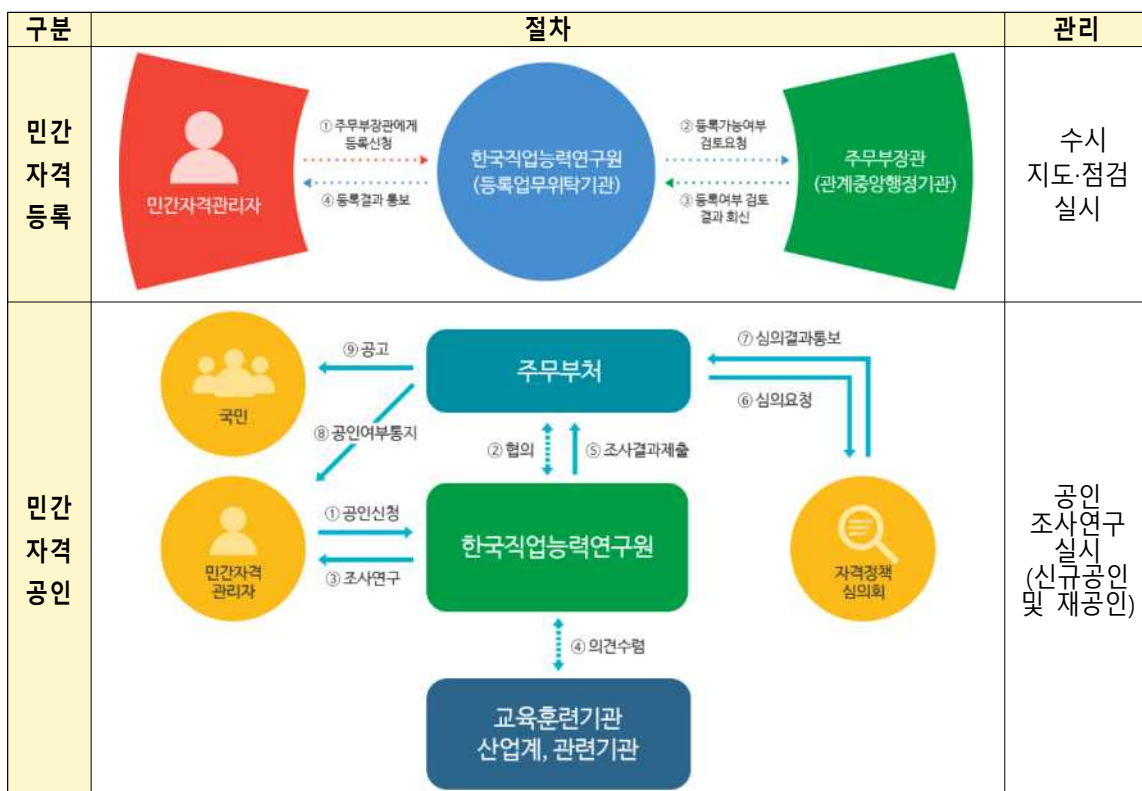 구분
절차
관리
민간
자격
등록
민간자격관리자
① 주무부장관에게
등록신청
④ 등록결과 통보
한국직업능력연구원
(등록업무위탁기관)
② 등록가능여부
검토요청
③ 등록여부 검토
결과 회신
주무부장관
(관계중앙행정기관)
수시
지도·점검
실시
민간
자격
공인
국민
⑨ 공고
주무부처
⑦ 심의결과통보
⑥ 심의요청
⑧ 공인여부통지
② 협의
⑤ 조사결과제출
민간자격
관리자
① 공인신청
③ 조사연구
한국직업능력연구원
자격정책
심의회
④ 의견수렴
교육훈련기관
산업계, 관련기관
공인
조사연구
실시
(신규공인
및 재공인)